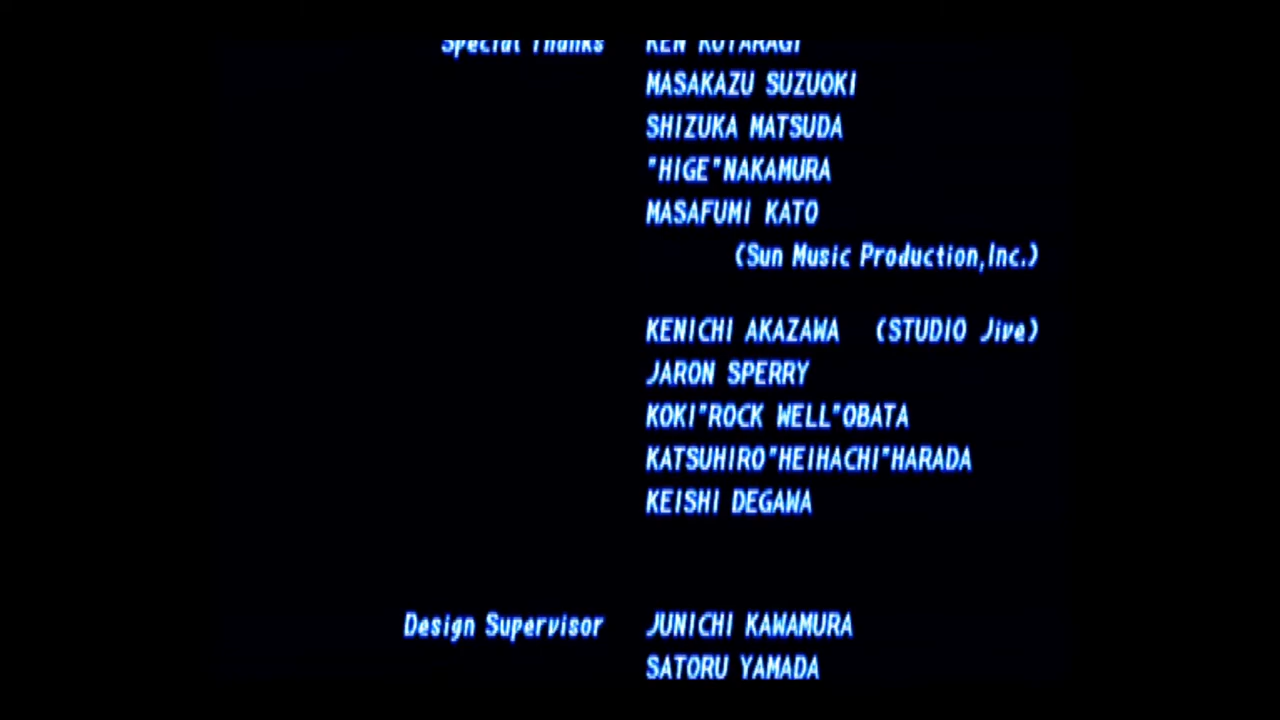 Special Thanks KEN KUTARAGI
MASAKAZU SUZUOKI
SHIZUKA MATSUDA
"HIGE"NAKAMURA
MASAFUMI KATO
(Sun Music Production,Inc.)
KENICHI AKAZAWA (STUDIO Jive)
JARON SPERRY
KOKI"ROCK WELL"OBATA
KATSUHIRO"HEIHACHI"HARADA
KEISHI DEGAWA
Design Supervisor JUNICHI KAWAMURA
SATORU YAMADA